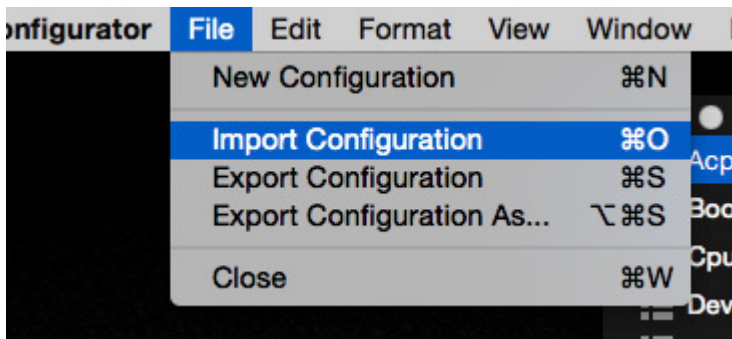 onfigurator File Edit Format View Window
New Configuration ⌘N
Import Configuration ⌘O
Export Configuration ⌘S
Export Configuration As... ⌥⌘S
Close ⌘W
Acp
Boo
Cpu
Dev